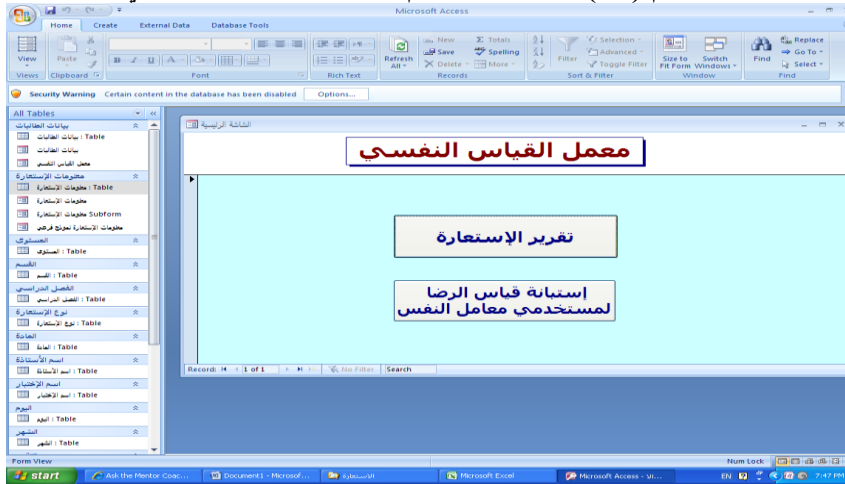 Microsoft Access
Home Create External Data Database Tools
View
Paste
Refresh All
New
Save
Delete
Totals
Spelling
More
Filter
Selection
Advanced
Toggle Filter
Size to Fit Form
Switch Windows
Find
Replace
Go To
Select
Views Clipboard Font Rich Text Records Sort & Filter Window Find
Security Warning Certain content in the database has been disabled Options...
All Tables
بيانات الطالبات
بيانات الطالبات : Table
بيانات الطالبات
معمل القياس النفسي
معلومات الإستعارة
معلومات الإستعارة : Table
معلومات الإستعارة
معلومات الإستعارة Subform
معلومات الإستعارة نموذج فرعي
المستوى
المستوى : Table
القسم
القسم : Table
الفصل الدراسي
الفصل الدراسي : Table
نوع الإستعارة
نوع الإستعارة : Table
المادة
المادة : Table
اسم الأستاذة
اسم الأستاذة : Table
اسم الإختبار
اسم الإختبار : Table
اليوم
اليوم : Table
الشهر
الشهر : Table
الشاشة الرئيسية
معمل القياس النفسي
تقرير الإستعارة
إستبانة قياس الرضا
لمستخدمي معامل النفس
Record: 1 of 1 No Filter Search
Form View Num Lock
start Ask the Mentor Coac... Document1 - Microsof... الإستعارة Microsoft Excel Microsoft Access - الا... EN 7:47 PM